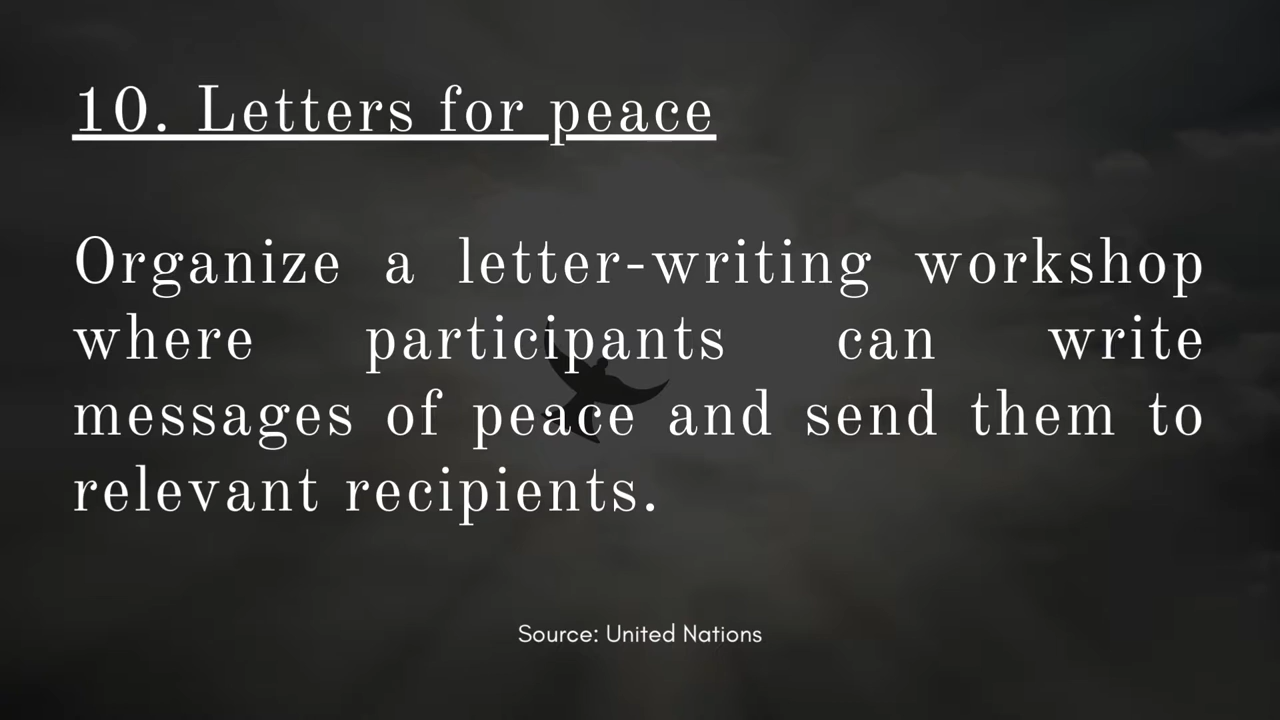 10. Letters for peace
Organize a letter-writing workshop
where participants can write
messages of peace and send them to
relevant recipients.
Source: United Nations